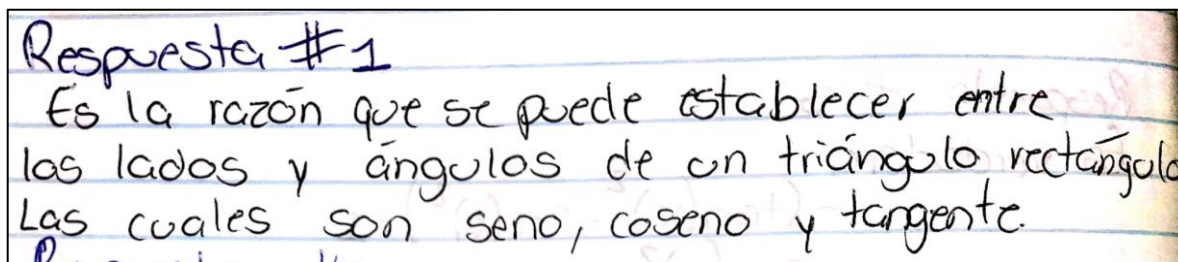 Respuesta #1
Es la razón que se puede establecer entre
los lados y ángulos de un triángulo rectángulo
Las cuales son seno, coseno y tangente.